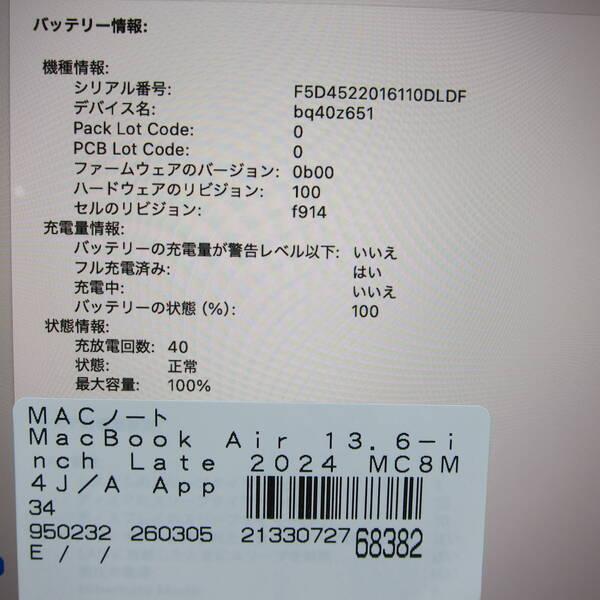 バッテリー情報:
機種情報:
シリアル番号: F5D4522016110DLDF
デバイス名: bq40z651
Pack Lot Code: 0
PCB Lot Code: 0
ファームウェアのバージョン: 0b00
ハードウェアのリビジョン: 100
セルのリビジョン: f914
充電量情報:
バッテリーの充電量が警告レベル以下: いいえ
フル充電済み: はい
充電中: いいえ
バッテリーの状態 (%): 100
状態情報:
充放電回数: 40
状態: 正常
最大容量: 100%
MACノート
MacBook Air 13.6-i
nch Late 2024 MC8M
4J/A App
34
950232 260305 2133072768382
E / /